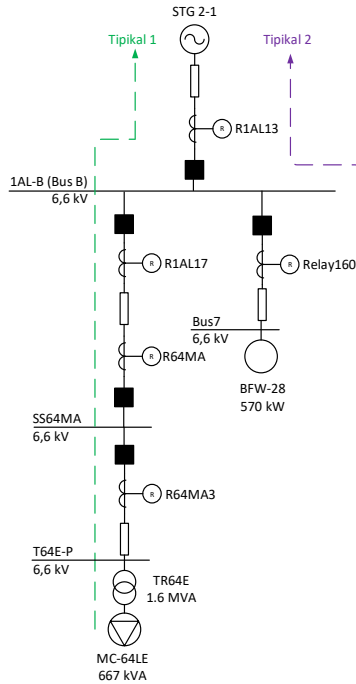 STG 2-1
Tipikal 1
Tipikal 2
R
R1AL13
1AL-B (Bus B)
6,6 kV
R
R1AL17
R
Relay160
Bus7
6,6 kV
R
R64MA
BFW-28
570 kW
SS64MA
6,6 kV
R
R64MA3
T64E-P
6,6 kV
TR64E
1.6 MVA
MC-64LE
667 kVA